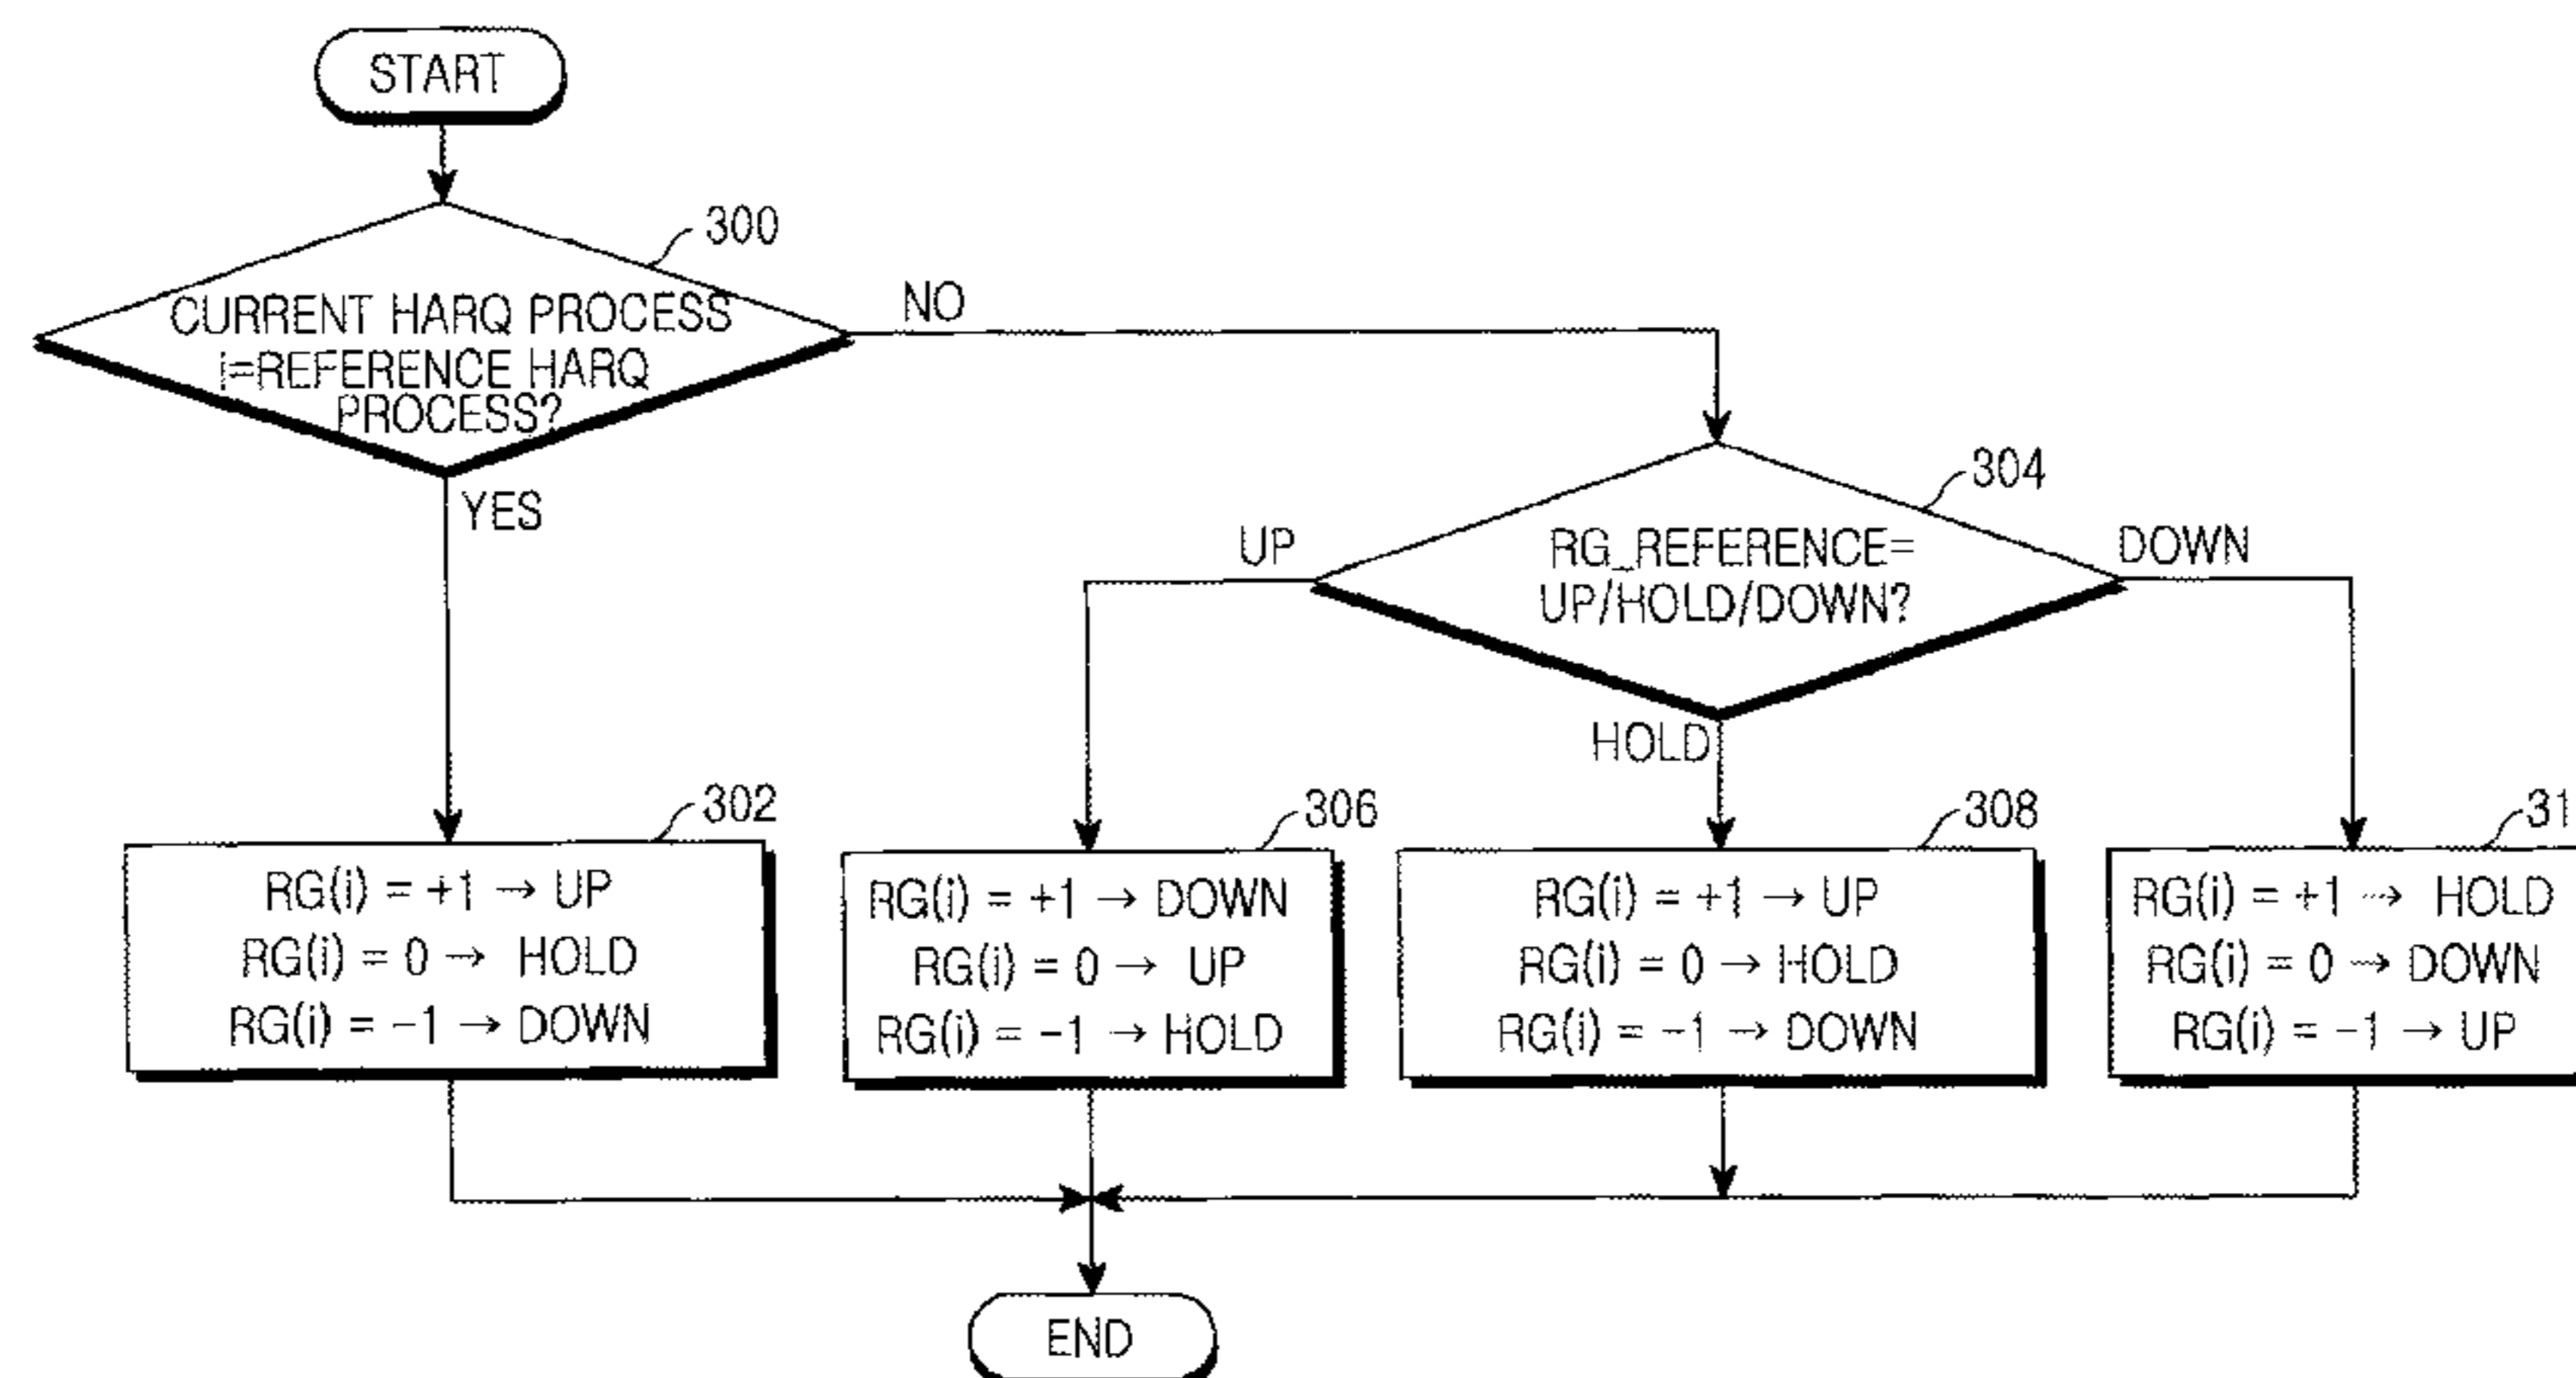 START
300
CURRENT HARQ PROCESS
i=REFERENCE HARQ
PROCESS?
NO
YES
304
RG_REFERENCE=
UP/HOLD/DOWN?
UP
DOWN
HOLD
302
RG(i) = +1 → UP
RG(i) = 0 → HOLD
RG(i) = -1 → DOWN
306
RG(i) = +1 → DOWN
RG(i) = 0 → UP
RG(i) = -1 → HOLD
308
RG(i) = +1 → UP
RG(i) = 0 → HOLD
RG(i) = -1 → DOWN
31
RG(i) = +1 → HOLD
RG(i) = 0 → DOWN
RG(i) = -1 → UP
END